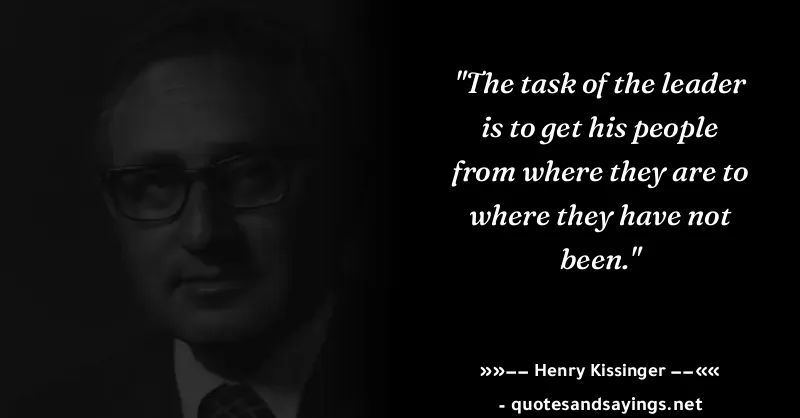 "The task of the leader
is to get his people
from where they are to
where they have not
been."
»»−− Henry Kissinger −−««
- quotesandsayings.net